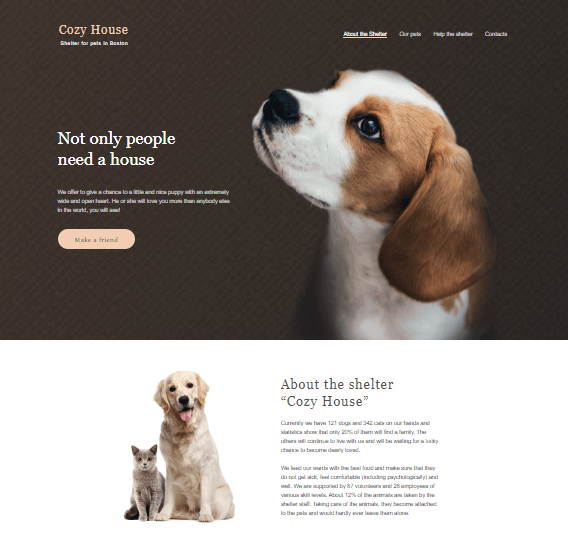 Cozy House
Shelter for pets in Boston
About the Shelter
Our pets
Help the shelter
Contacts
Not only people
need a house
We offer to give a chance to a little and nice puppy with an extremely
wide and open heart. He or she will love you more than anybody else
in the world, you will see!
Make a friend
About the shelter
“Cozy House”
Currently we have 121 dogs and 342 cats on our hands and
statistics show that only 20% of them will find a family. The
others will continue to live with us and will be waiting for a lucky
chance to become dearly loved.
We feed our wards with the best food and make sure that they
do not get sick, feel comfortable (including psychologically) and
well. We are supported by 87 volunteers and 28 employees of
various skill levels. About 12% of the animals are taken by the
shelter staff. Taking care of the animals, they become attached
to the pets and would hardly ever leave them alone.